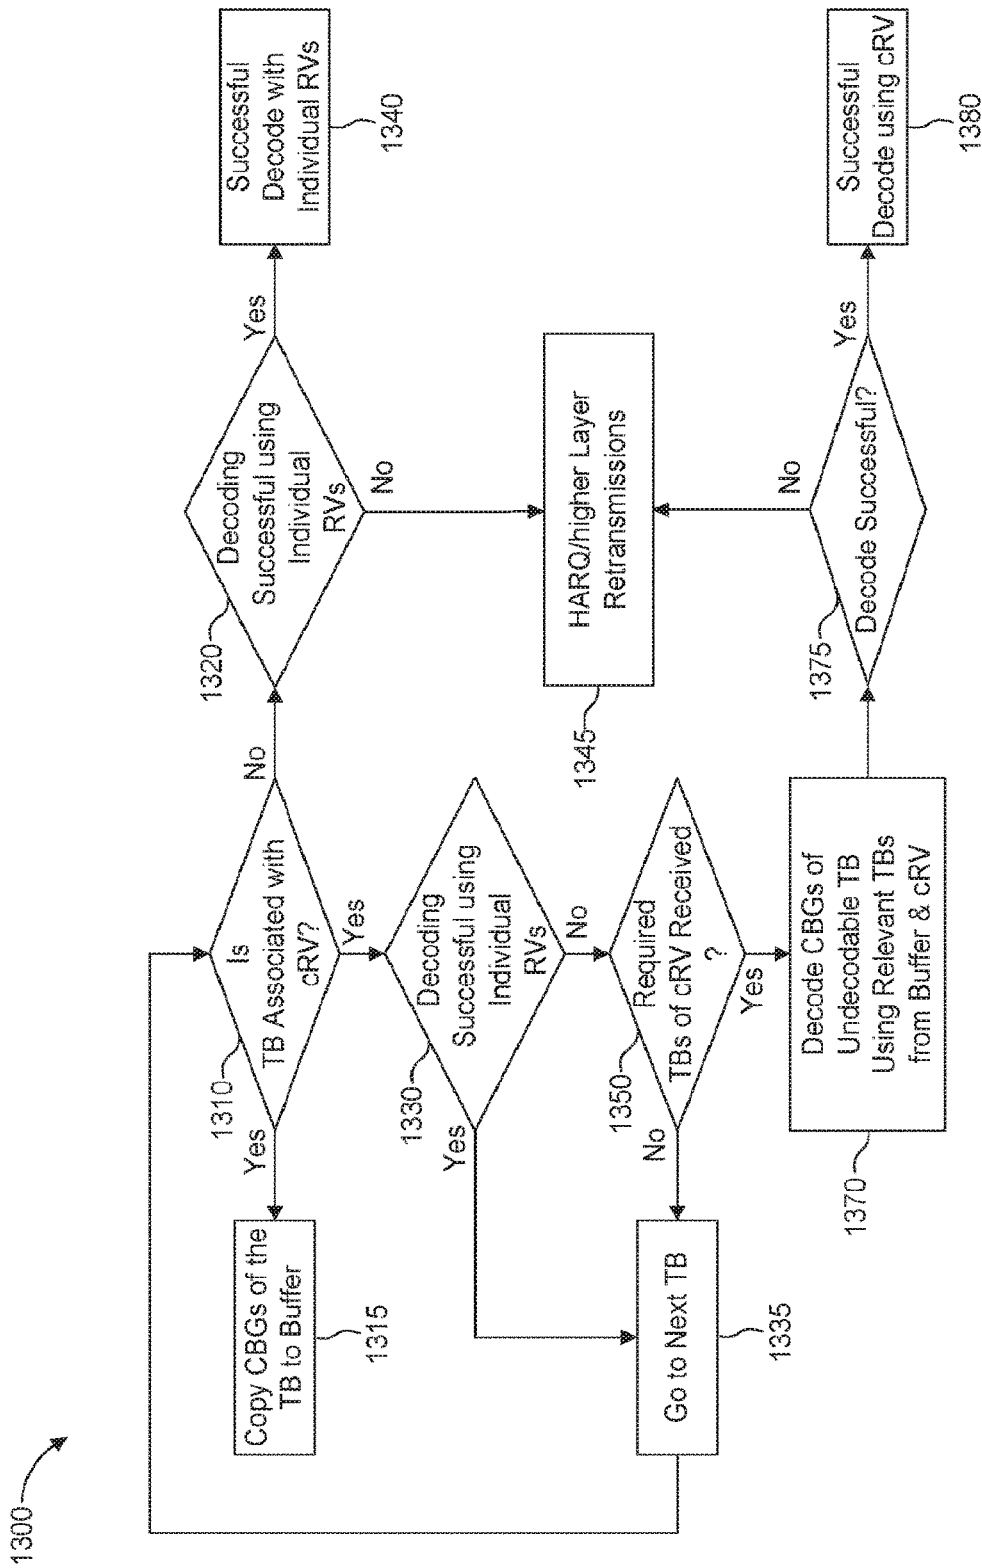 1300
Is
TB Associated with
cRV?
1310
Yes
Copy CBGs of the
TB to Buffer
1315
No
Decoding
Successful using
Individual
RVs
1320
Yes
Successful
Decode with
Individual RVs
1340
No
Yes
Decoding
Successful using
Individual
RVs
1330
Yes
No
HARQ/higher Layer
Retransmissions
1345
Required
TBs of cRV Received
?
1350
No
Go to Next TB
1335
Yes
Decode CBGs of
Undecodable TB
Using Relevant TBs
from Buffer & cRV
1370
Decode Successful?
1375
No
Yes
Successful
Decode using cRV
1380